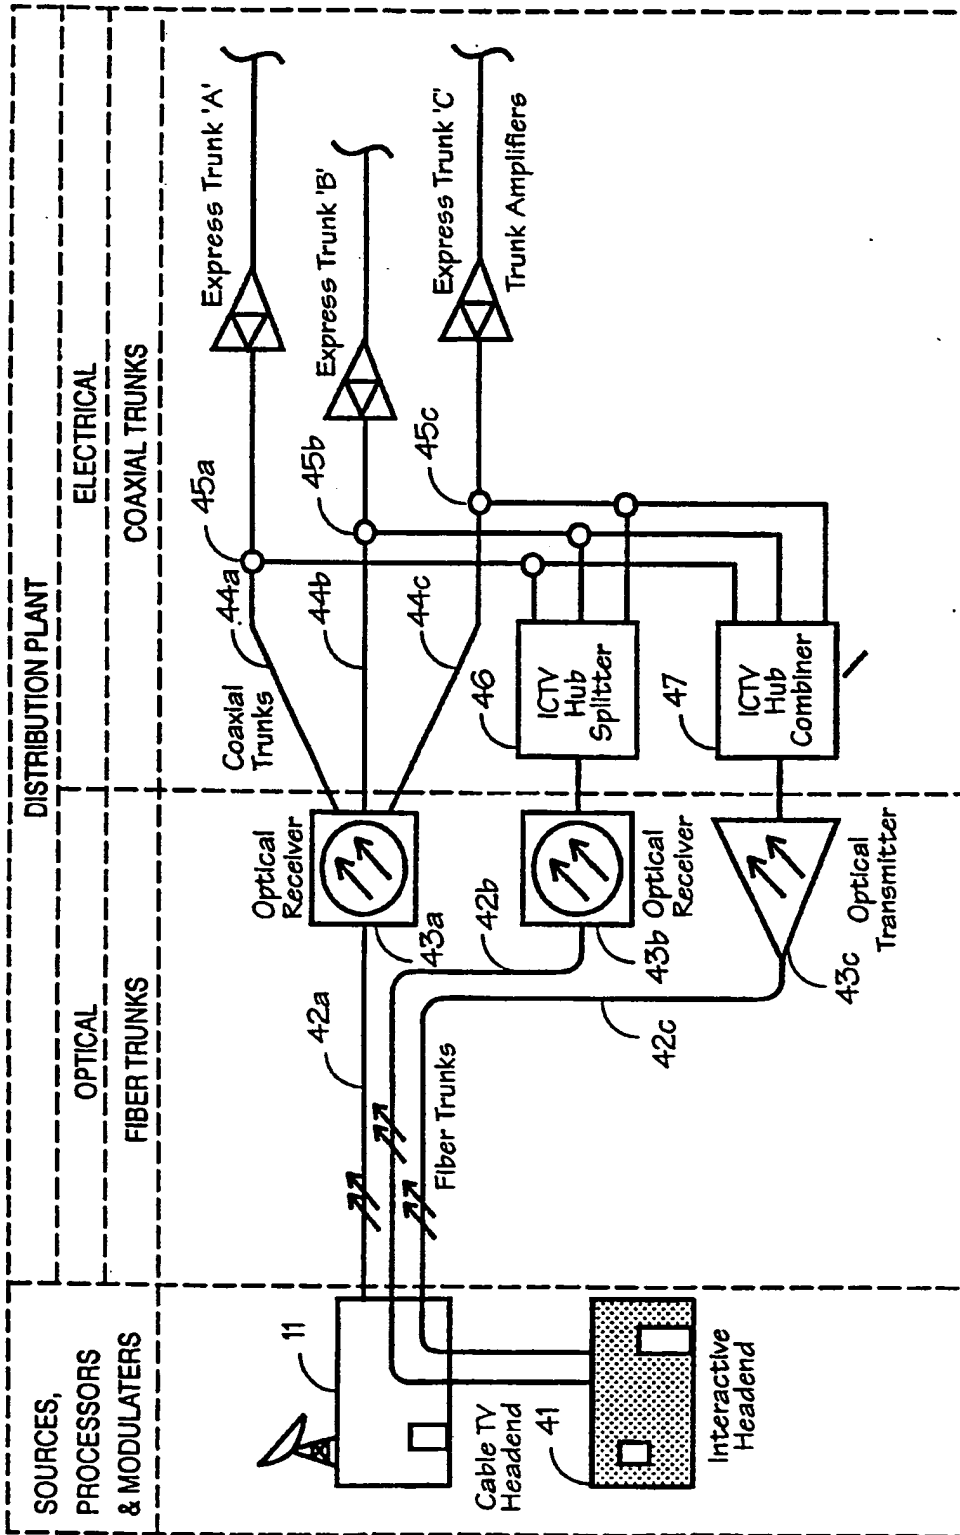 DISTRIBUTION PLANT
SOURCES,
PROCESSORS
& MODULATERS
OPTICAL
ELECTRICAL
FIBER TRUNKS
COAXIAL TRUNKS
11
Cable TV
Headend
41
Interactive
Headend
42a
Fiber Trunks
42b
42c
Optical
Receiver
43a
43b
Optical
Receiver
43c
Optical
Transmitter
Coaxial
Trunks
44a
44b
44c
45a
45b
45c
46
ICTV
Hub
Splitter
47
ICTV
Hub
Combiner
Express Trunk 'A'
Express Trunk 'B'
Express Trunk 'C'
Trunk Amplifiers